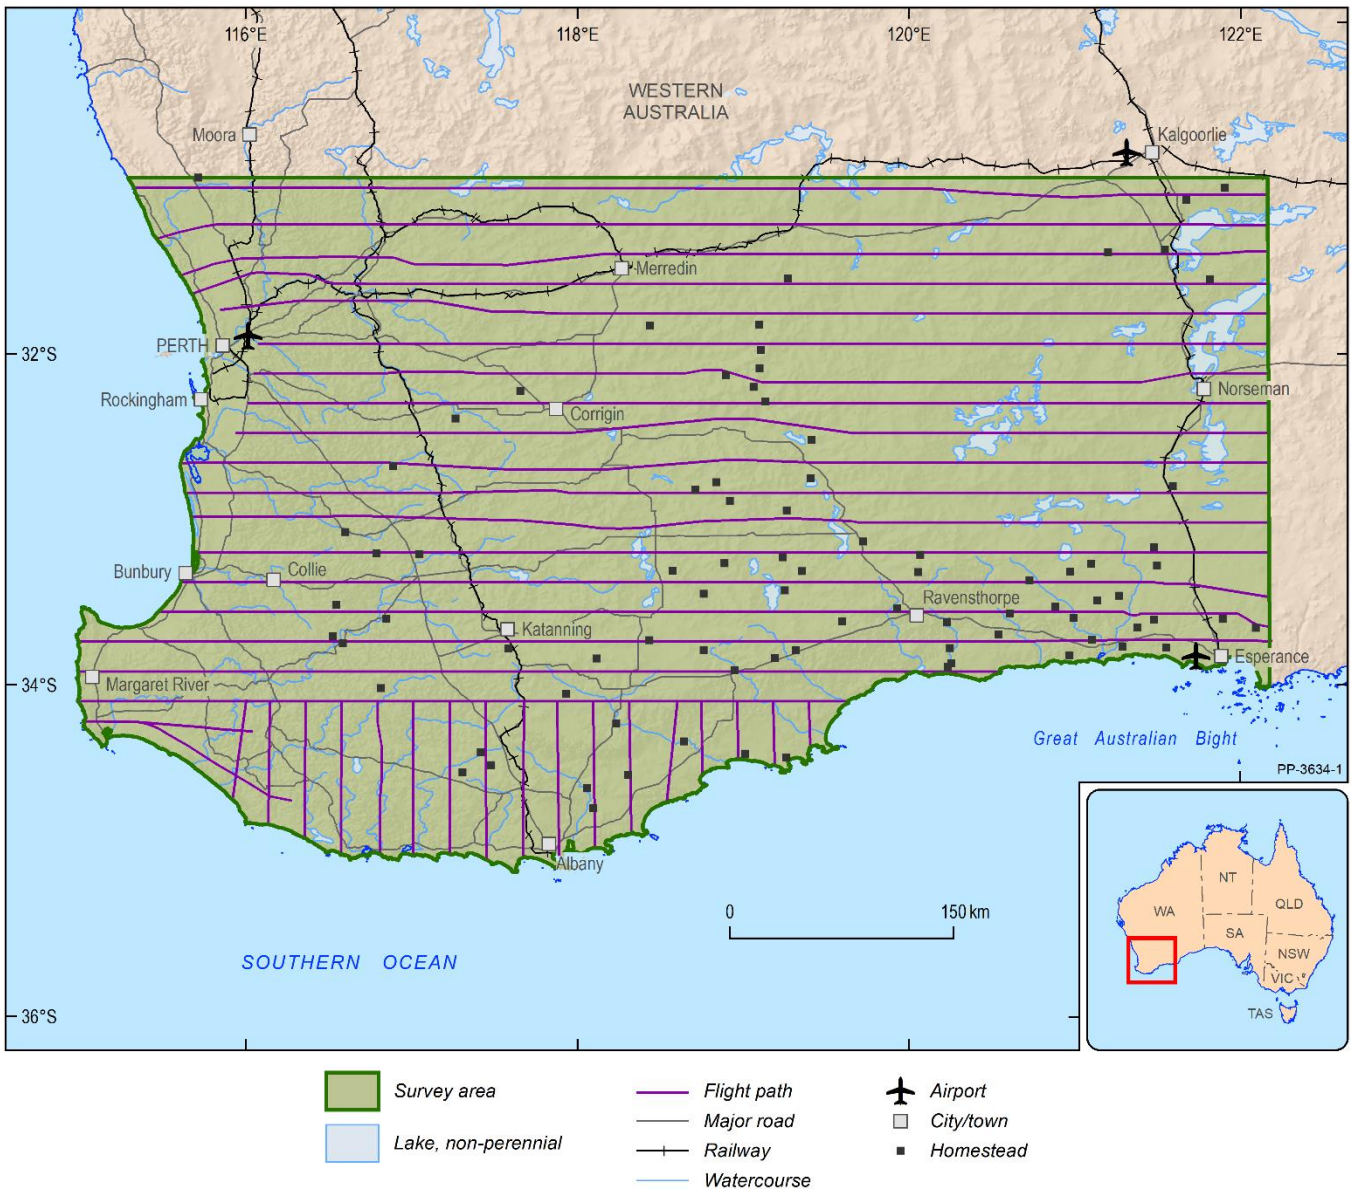 116°E
118°E
120°E
122°E
WESTERN
AUSTRALIA
Moora
Kalgoorlie
Merredin
32°S
PERTH
Rockingham
Corrigin
Norseman
Bunbury
Collie
Ravensthorpe
Katanning
Esperance
34°S
Margaret River
Great Australian Bight
PP-3634-1
Albany
0
150 km
SOUTHERN OCEAN
36°S
NT
WA
QLD
SA
NSW
VIC
TAS
Survey area
Flight path
Airport
Major road
City/town
Lake, non-perennial
Railway
Homestead
Watercourse